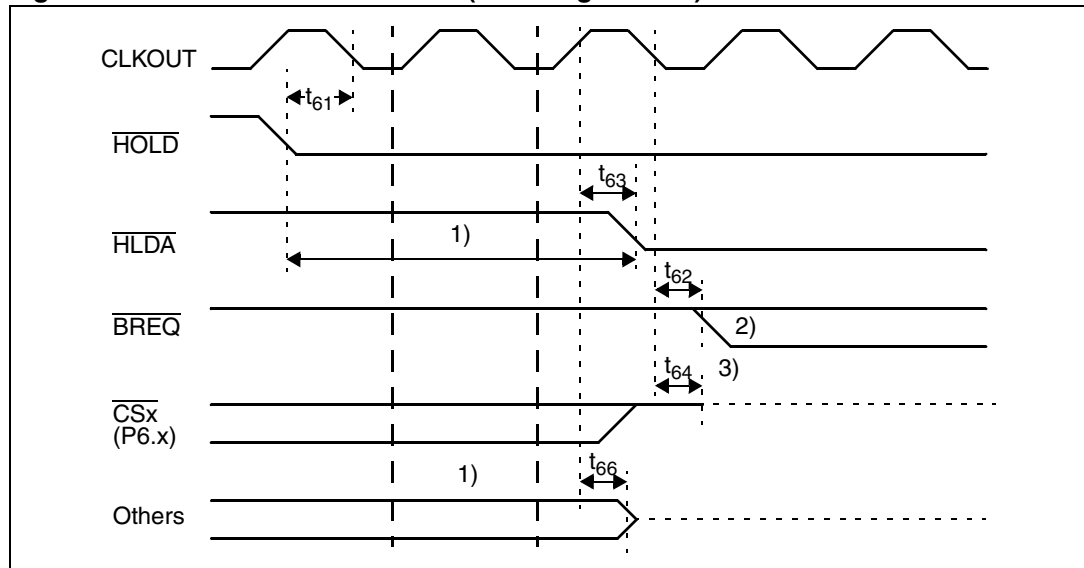 CLKOUT
t61
HOLD
t63
HLDA
1)
t62
BREQ
2)
t64
3)
CSx
(P6.x)
1)
t66
Others